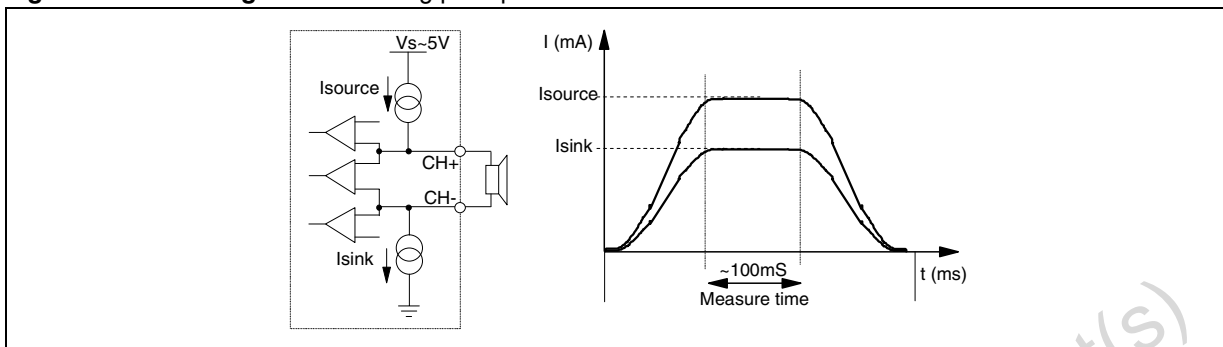 Vs~5V
Isource
CH+
CH-
Isink
I (mA)
Isource
Isink
~100mS
Measure time
t (ms)